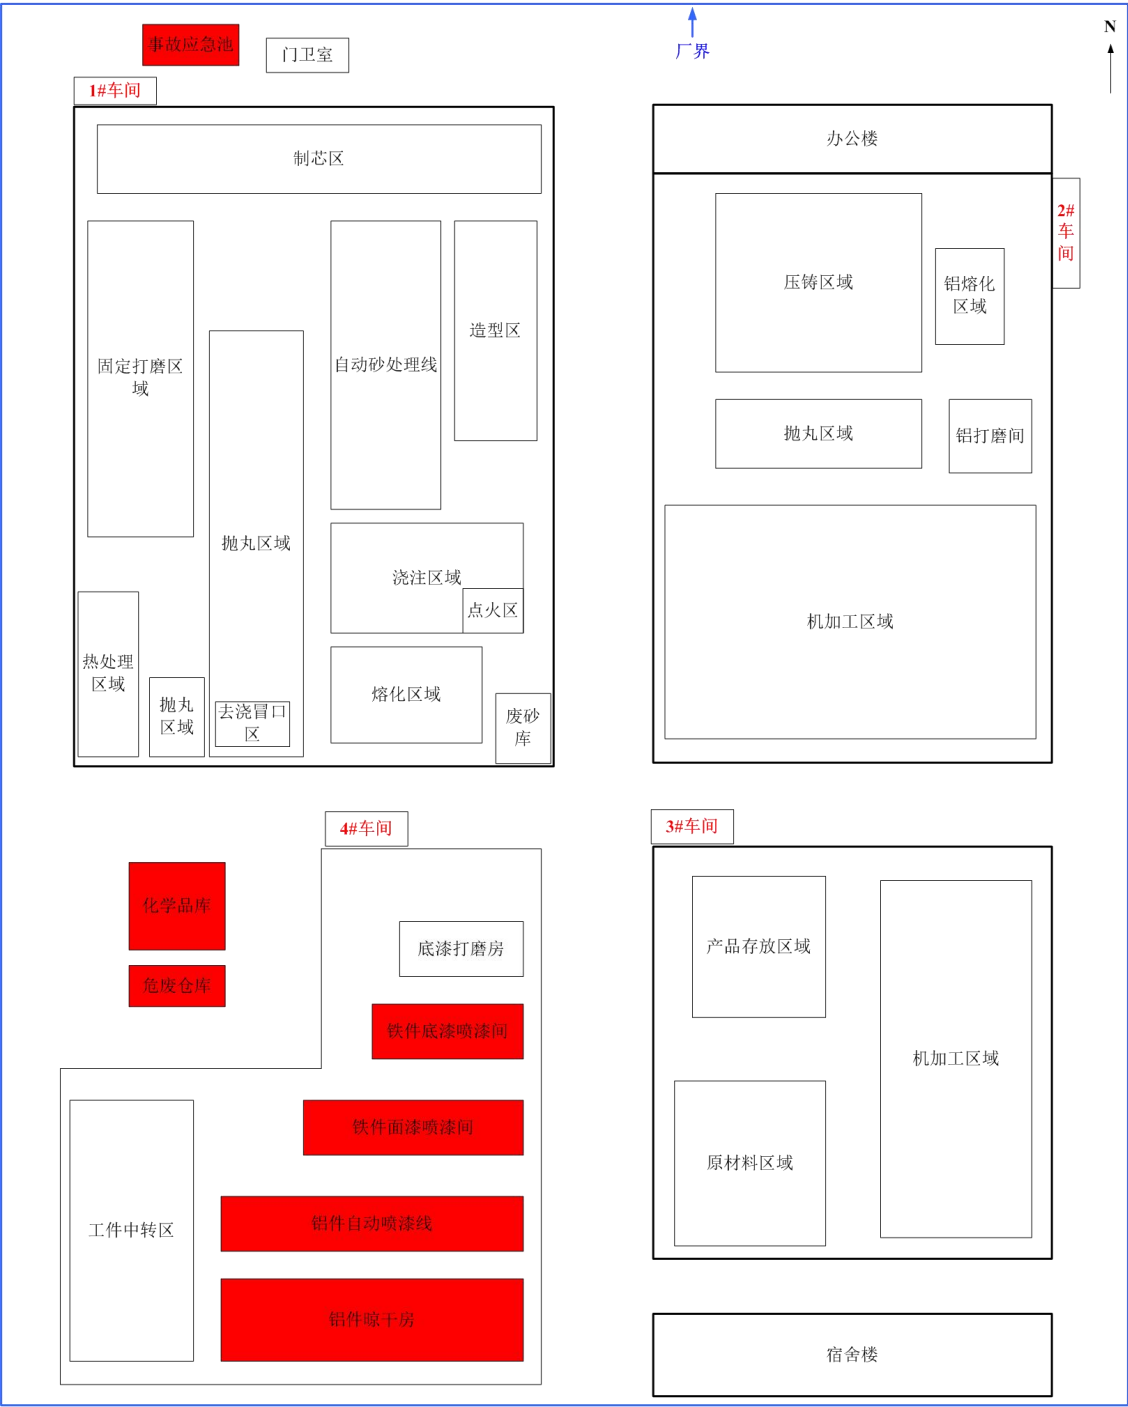 事故应急池
门卫室
厂界
N
1#车间
制芯区
固定打磨区
域
抛丸区域
自动砂处理线
造型区
浇注区域
点火区
热处理
区域
抛丸
区域
去浇冒口
区
熔化区域
废砂
库
办公楼
2#
车
间
压铸区域
铝熔化
区域
抛丸区域
铝打磨间
机加工区域
4#车间
化学品库
危废仓库
底漆打磨房
铁件底漆喷漆间
铁件面漆喷漆间
工件中转区
铝件自动喷漆线
铝件晾干房
3#车间
产品存放区域
机加工区域
原材料区域
宿舍楼